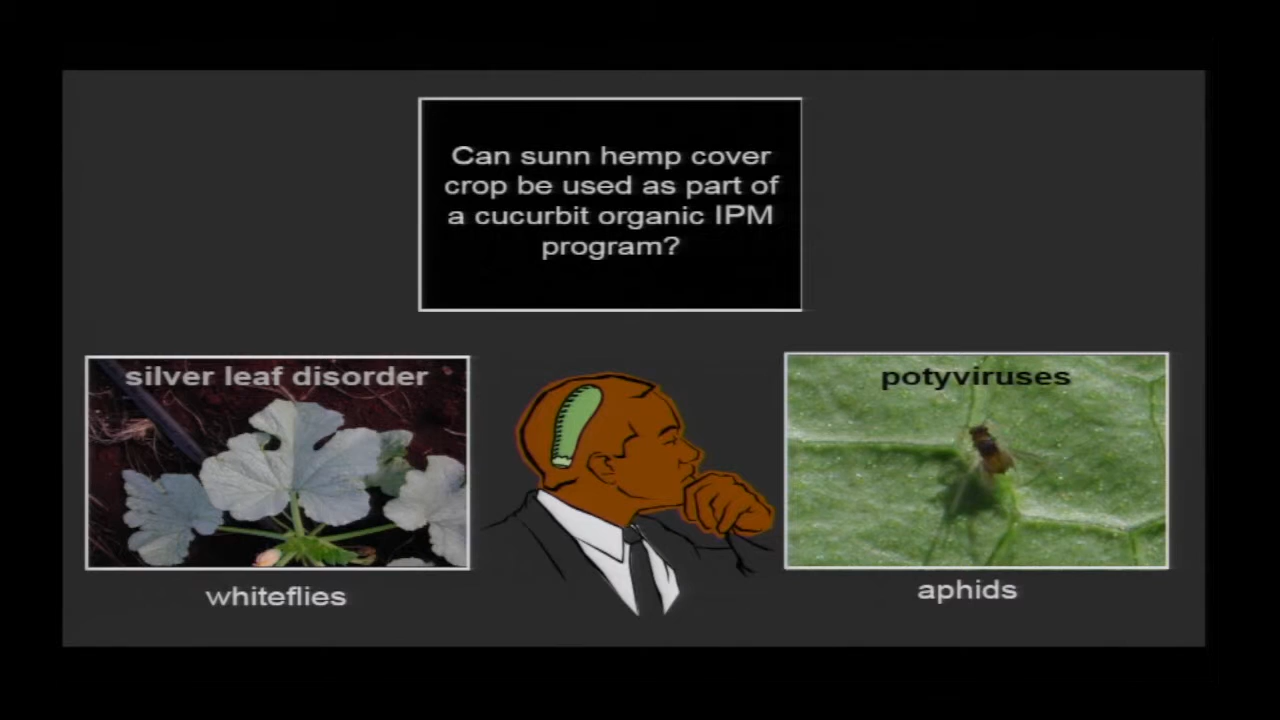 Can sunn hemp cover
crop be used as part of
a cucurbit organic IPM
program?
silver leaf disorder
potyviruses
whiteflies
aphids